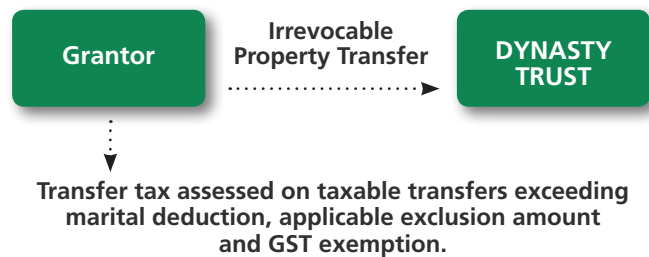 Grantor
Irrevocable
Property Transfer
DYNASTY
TRUST
Transfer tax assessed on taxable transfers exceeding
marital deduction, applicable exclusion amount
and GST exemption.